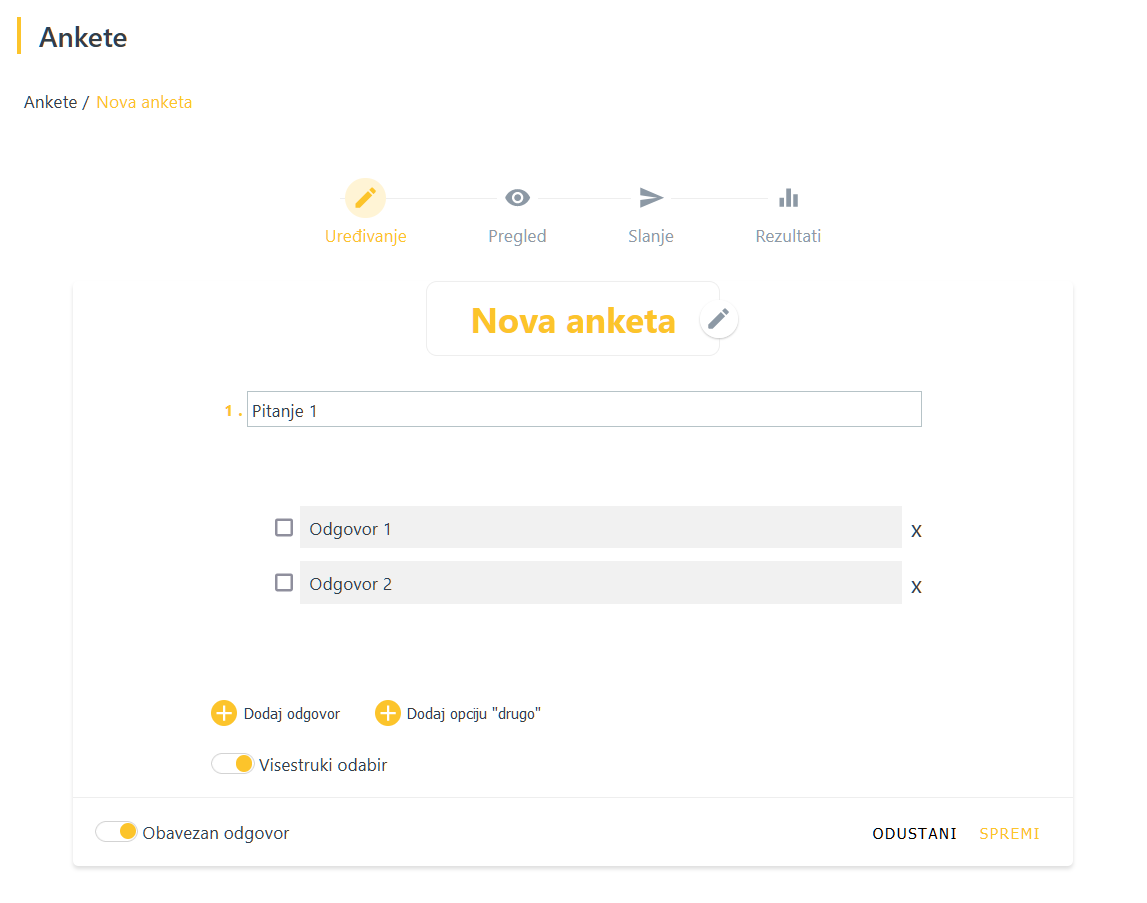 Ankete
Ankete / Nova anketa
Uređivanje Pregled Slanje Rezultati
Nova anketa
1 . Pitanje 1
Odgovor 1 X
Odgovor 2 X
Dodaj odgovor Dodaj opciju "drugo"
Visestruki odabir
Obavezan odgovor ODUSTANI SPREMI